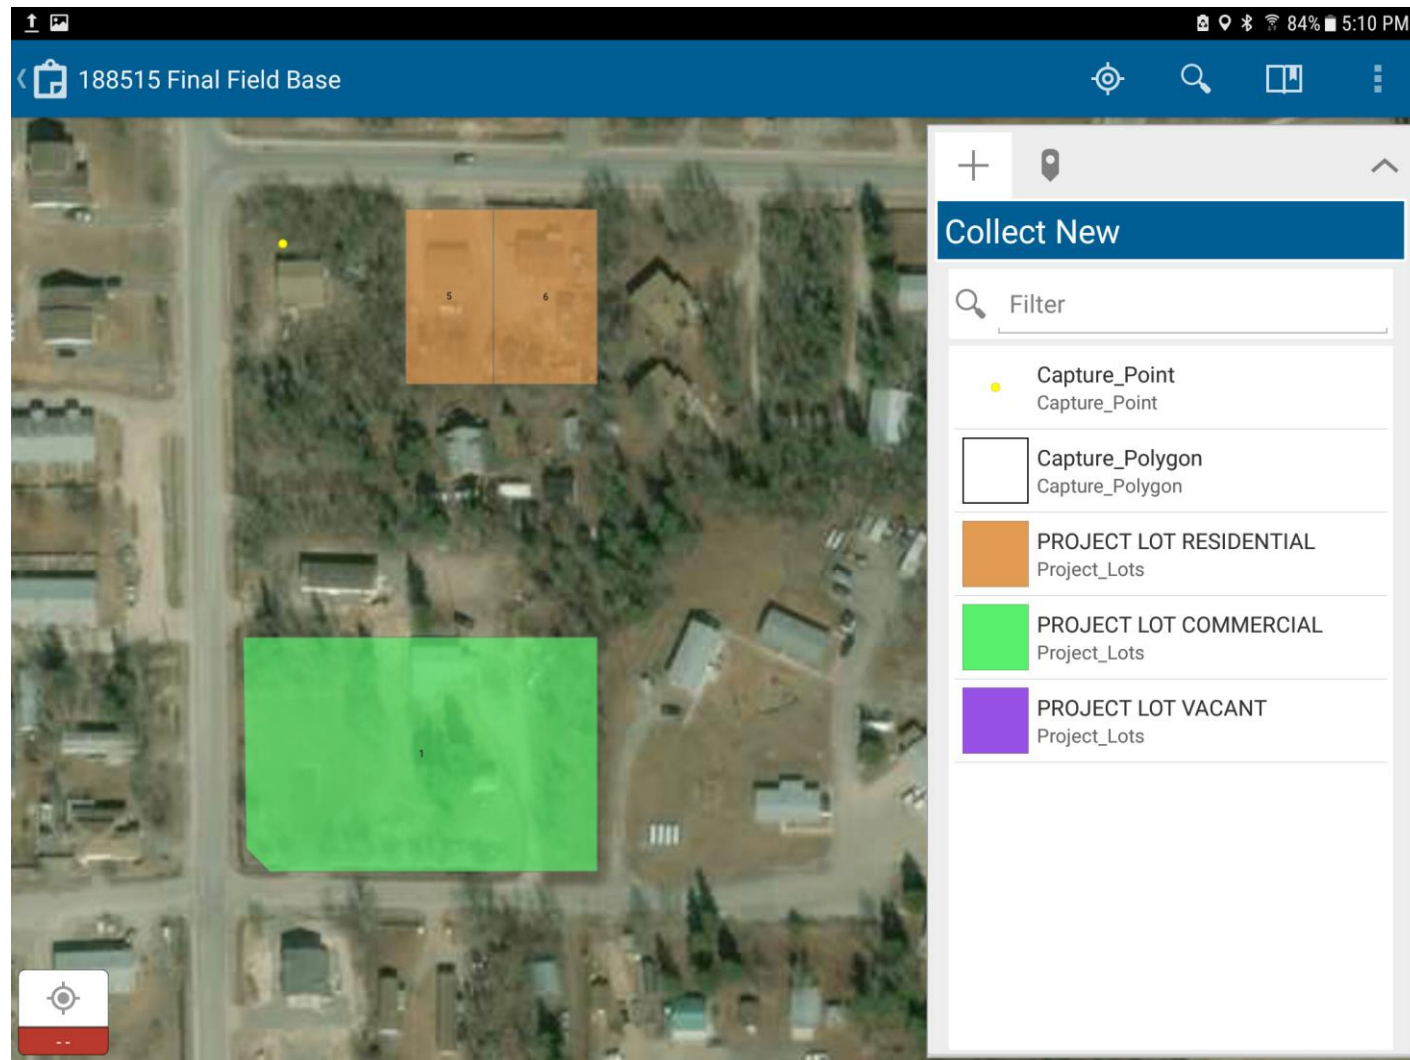 84% 5:10 PM
188515 Final Field Base
Collect New
Filter
Capture_Point
Capture_Point
Capture_Polygon
Capture_Polygon
PROJECT LOT RESIDENTIAL
Project_Lots
PROJECT LOT COMMERCIAL
Project_Lots
PROJECT LOT VACANT
Project_Lots
5
6
1
--